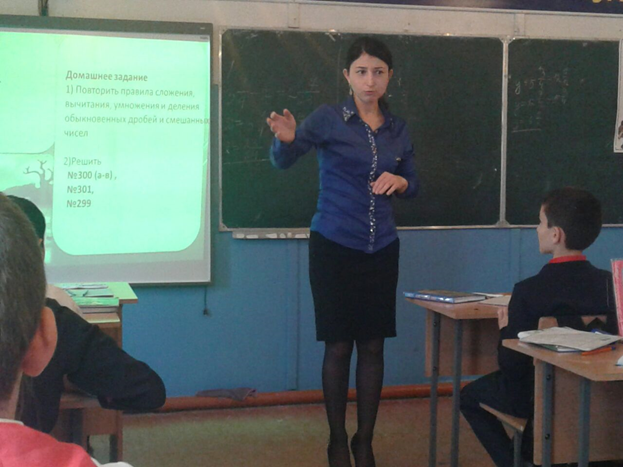 Домашнее задание
1) Повторить правила сложения,
вычитания, умножения и деления
обыкновенных дробей и смешанных
чисел
2)Решить
№300 (а-в) ,
№301,
№299